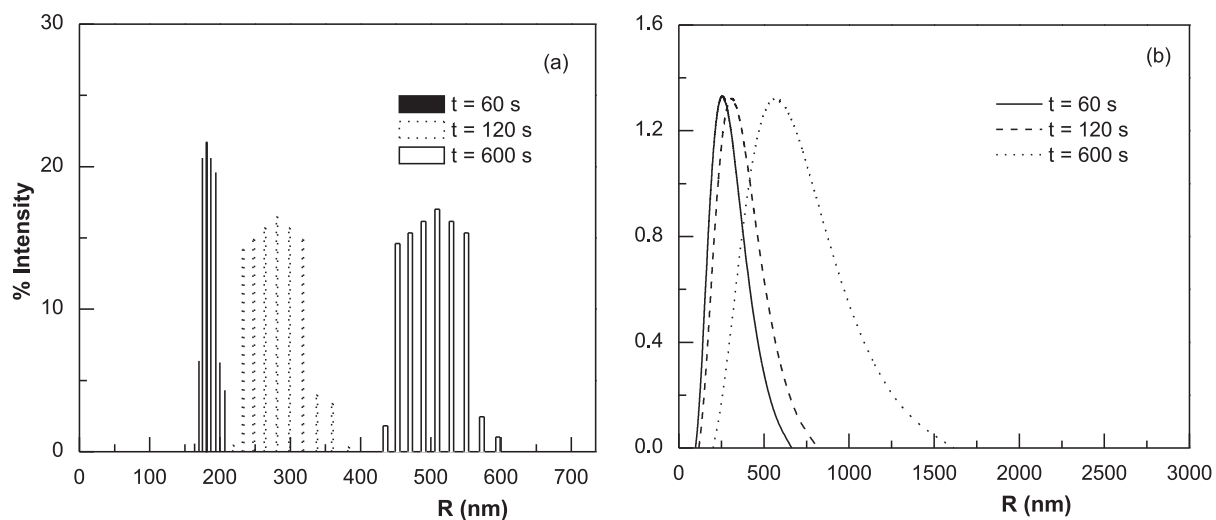 30
(a)
t = 60 s
t = 120 s
t = 600 s
20
10
0
% Intensity
0 100 200 300 400 500 600 700
R (nm)
1.6
(b)
t = 60 s
t = 120 s
t = 600 s
1.2
0.8
0.4
0.0
0 500 1000 1500 2000 2500 3000
R (nm)